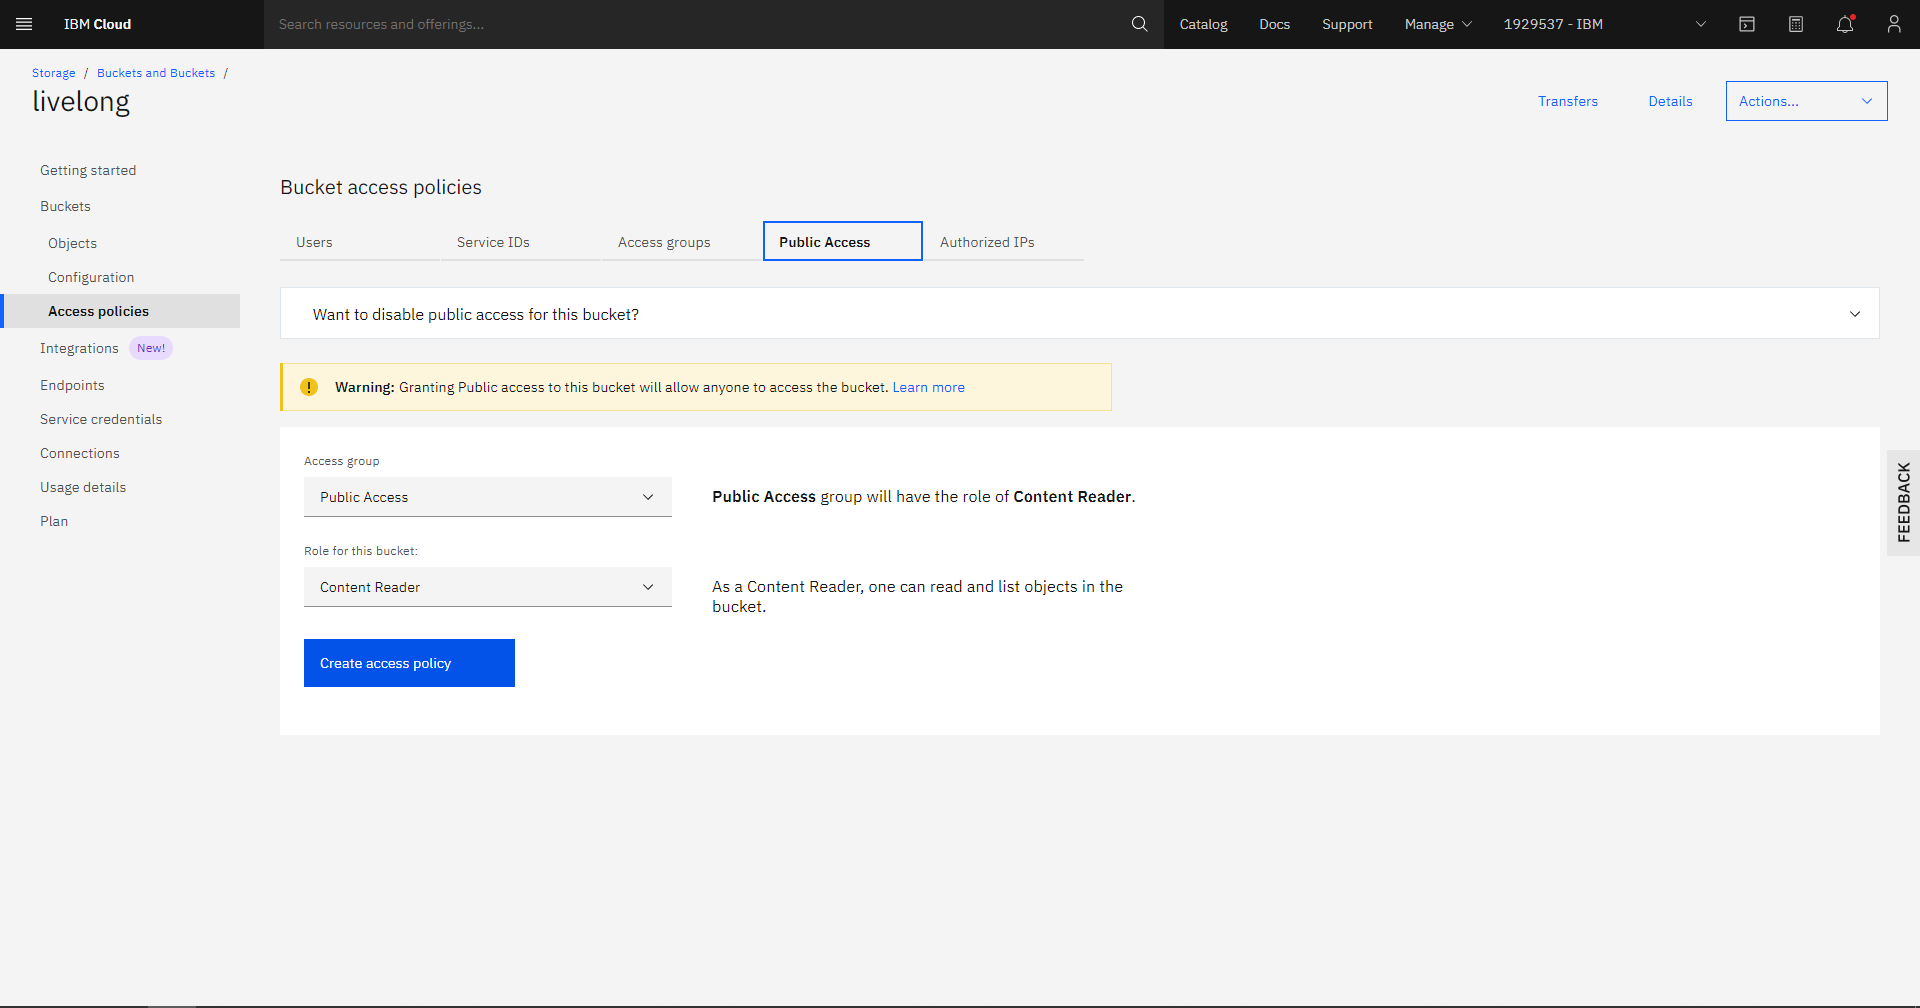 IBM Cloud
Search resources and offerings...
Catalog
Docs
Support
Manage
1929537 - IBM
Storage / Buckets and Buckets /
livelong
Transfers
Details
Actions...
Getting started
Buckets
Objects
Configuration
Access policies
Integrations New!
Endpoints
Service credentials
Connections
Usage details
Plan
Bucket access policies
Users
Service IDs
Access groups
Public Access
Authorized IPs
Want to disable public access for this bucket?
Warning: Granting Public access to this bucket will allow anyone to access the bucket. Learn more
Access group
Public Access
Public Access group will have the role of Content Reader.
Role for this bucket:
Content Reader
As a Content Reader, one can read and list objects in the
bucket.
Create access policy
FEEDBACK